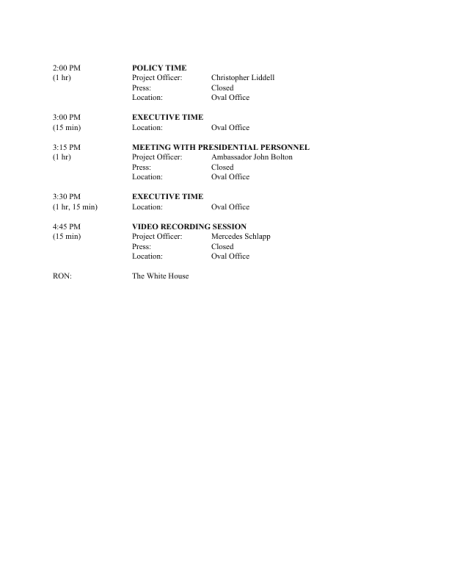 2:00 PM POLICY TIME
(1 hr) Project Officer: Christopher Liddell
Press: Closed
Location: Oval Office
3:00 PM EXECUTIVE TIME
(15 min) Location: Oval Office
3:15 PM MEETING WITH PRESIDENTIAL PERSONNEL
(1 hr) Project Officer: Ambassador John Bolton
Press: Closed
Location: Oval Office
3:30 PM EXECUTIVE TIME
(1 hr, 15 min) Location: Oval Office
4:45 PM VIDEO RECORDING SESSION
(15 min) Project Officer: Mercedes Schlapp
Press: Closed
Location: Oval Office
RON: The White House